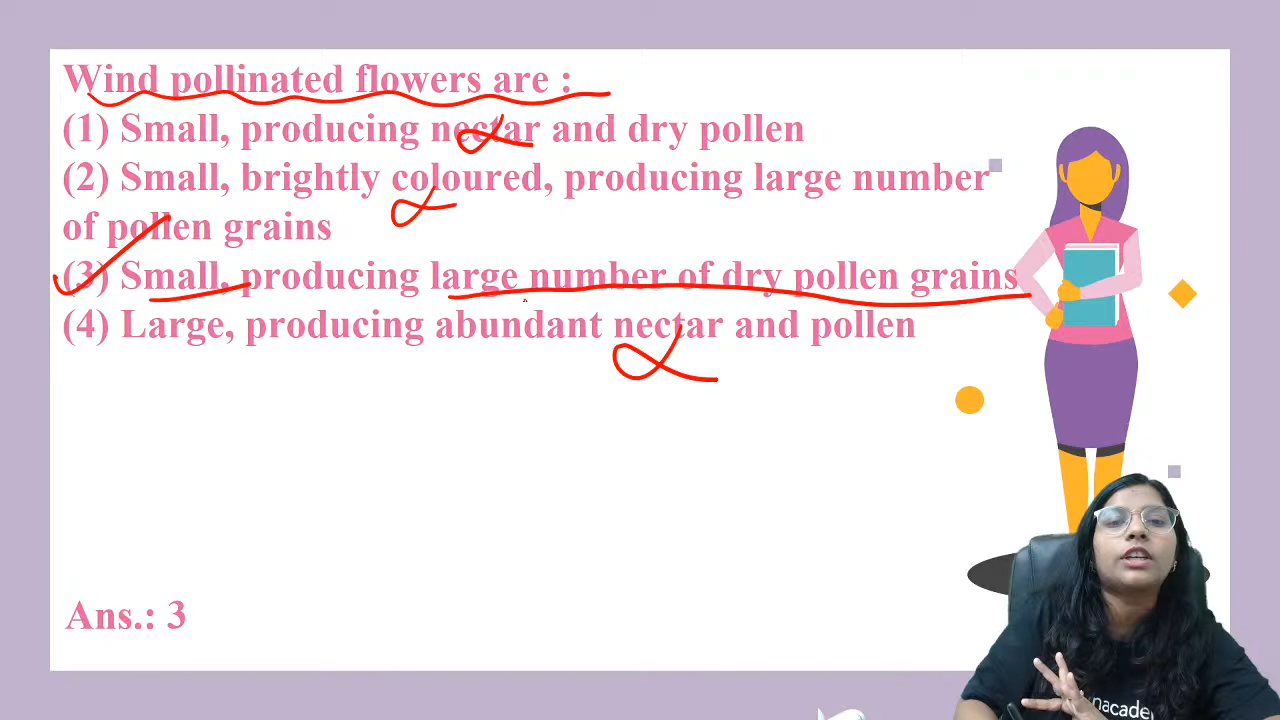 Wind pollinated flowers are :
(1) Small, producing nectar and dry pollen
(2) Small, brightly coloured, producing large number
of pollen grains
(3) Small, producing large number of dry pollen grains
(4) Large, producing abundant nectar and pollen
Ans.: 3